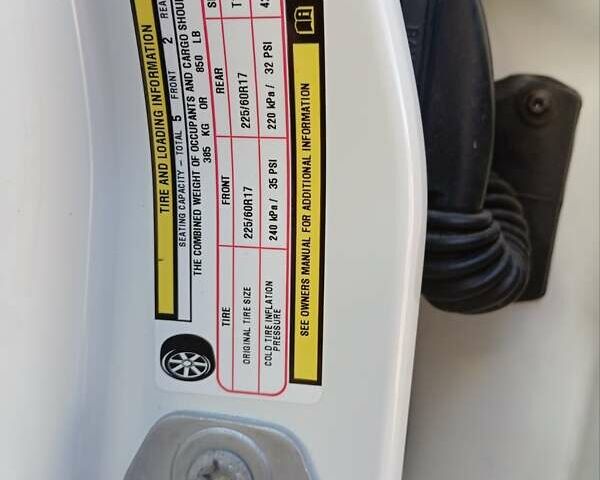 TIRE AND LOADING INFORMATION
SEATING CAPACITY - TOTAL 5 FRONT 2
THE COMBINED WEIGHT OF OCCUPANTS AND CARGO
385 KG OR 850 LB
TIRE FRONT REAR
ORIGINAL TIRE SIZE 225/60R17 225/60R17
COLD TIRE INFLATION PRESSURE 240 kPa / 35 PSI 220 kPa / 32 PSI
SEE OWNERS MANUAL FOR ADDITIONAL INFORMATION